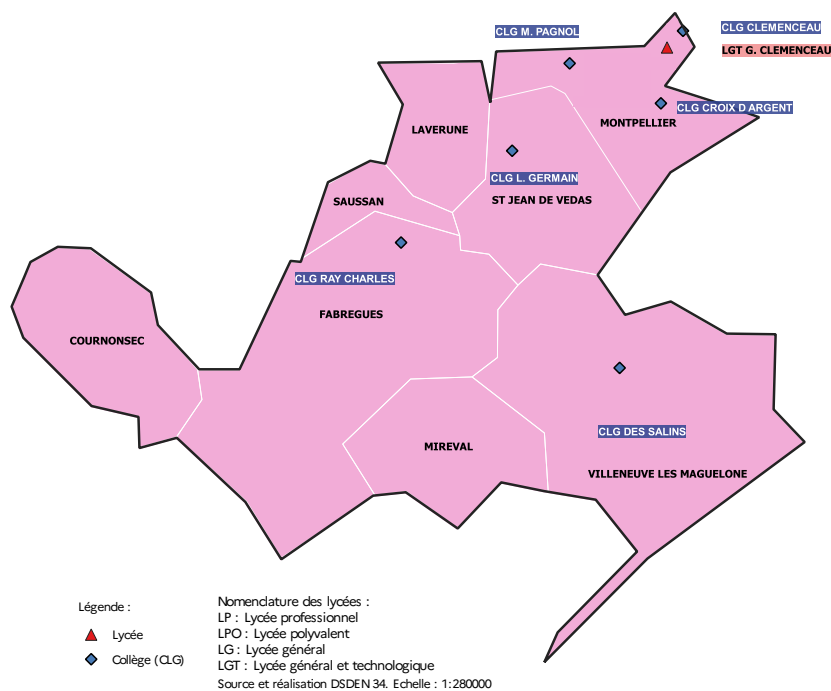 CLG M. PAGNOL
CLG CLEMENCEAU
LGT G. CLEMENCEAU
CLG CROIX D ARGENT
MONTPELLIER
LAVERUNE
CLG L. GERMAIN
ST JEAN DE VEDAS
SAUSSAN
CLG RAY CHARLES
FABREGUES
COURNONSEC
CLG DES SALINS
MIREVAL
VILLENEUVE LES MAGUELONE
Légende :
Lycée
Collège (CLG)
Nomenclature des lycées :
LP : Lycée professionnel
LPO : Lycée polyvalent
LG : Lycée général
LGT : Lycée général et technologique
Source et réalisation DSDEN 34. Echelle : 1:280000